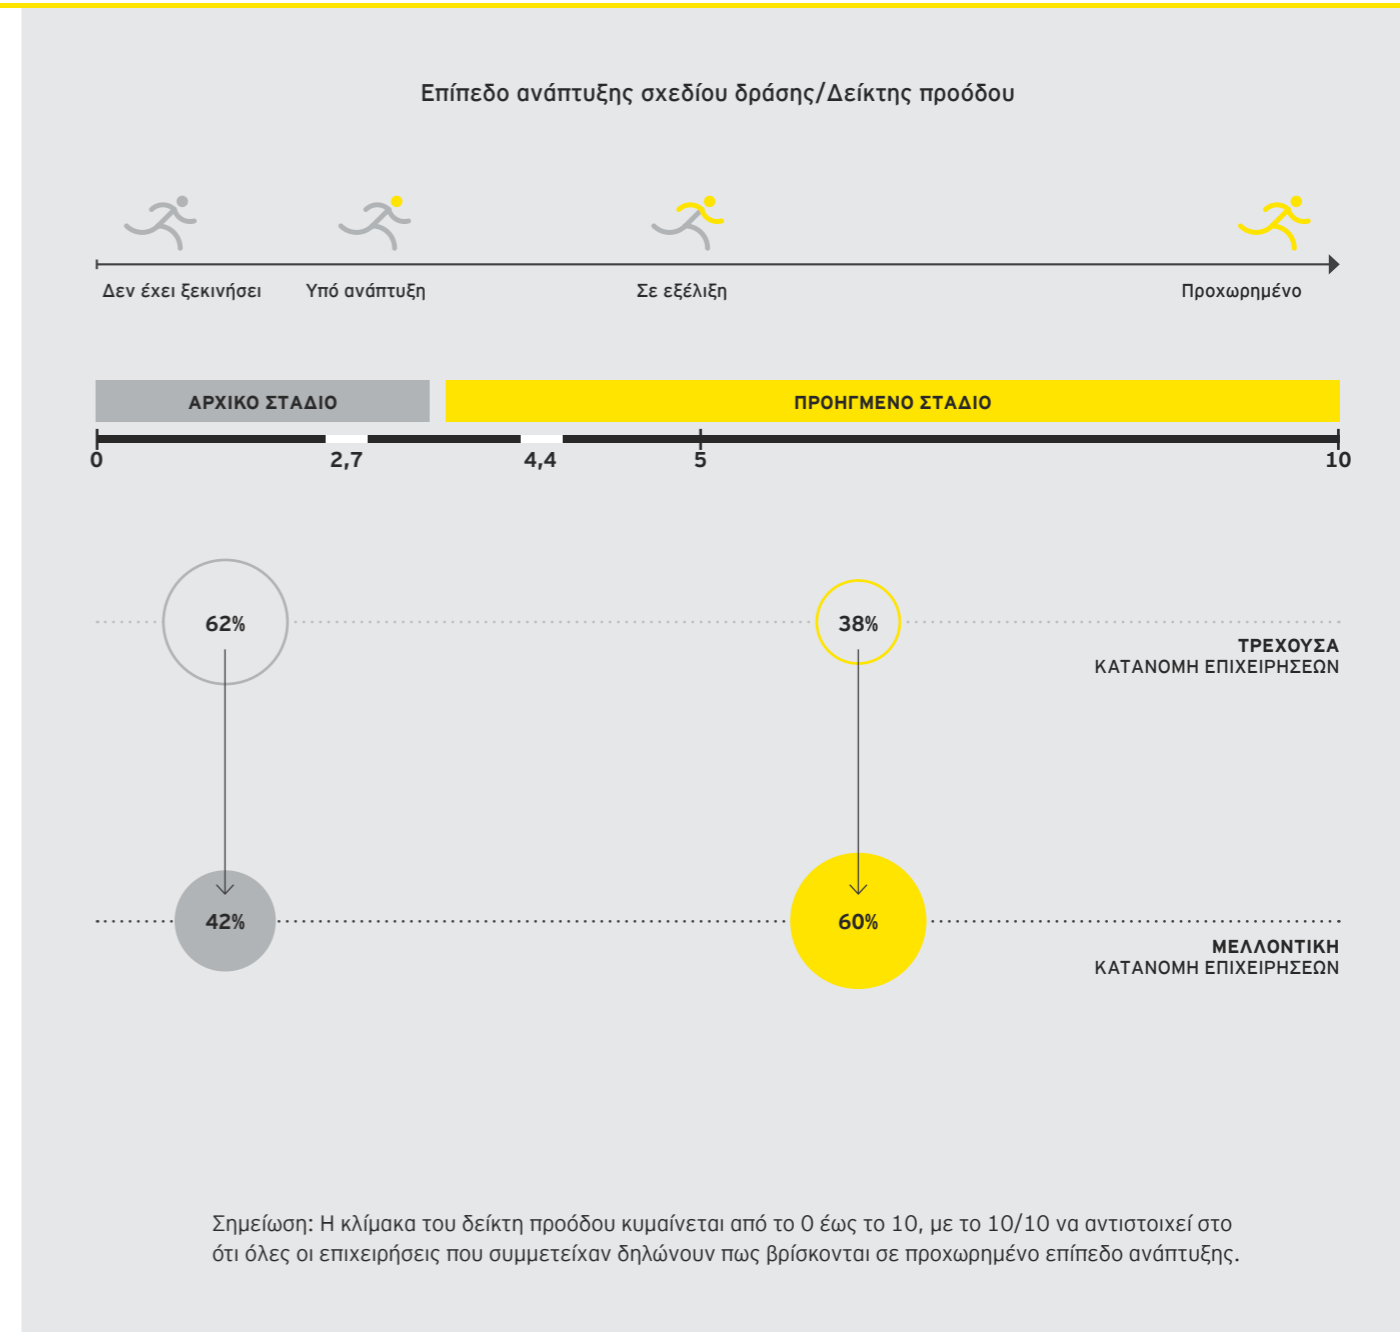 Επίπεδο ανάπτυξης σχεδίου δράσης/Δείκτης προόδου
Δεν έχει ξεκινήσει Υπό ανάπτυξη Σε εξέλιξη Προχωρημένο
ΑΡΧΙΚΟ ΣΤΑΔΙΟ ΠΡΟΗΓΜΕΝΟ ΣΤΑΔΙΟ
0 2,7 4,4 5 10
62% 38%
ΤΡΕΧΟΥΣΑ
ΚΑΤΑΝΟΜΗ ΕΠΙΧΕΙΡΗΣΕΩΝ
42% 60%
ΜΕΛΛΟΝΤΙΚΗ
ΚΑΤΑΝΟΜΗ ΕΠΙΧΕΙΡΗΣΕΩΝ
Σημείωση: Η κλίμακα του δείκτη προόδου κυμαίνεται από το 0 έως το 10, με το 10/10 να αντιστοιχεί στο
ότι όλες οι επιχειρήσεις που συμμετείχαν δηλώνουν πως βρίσκονται σε προχωρημένο επίπεδο ανάπτυξης.